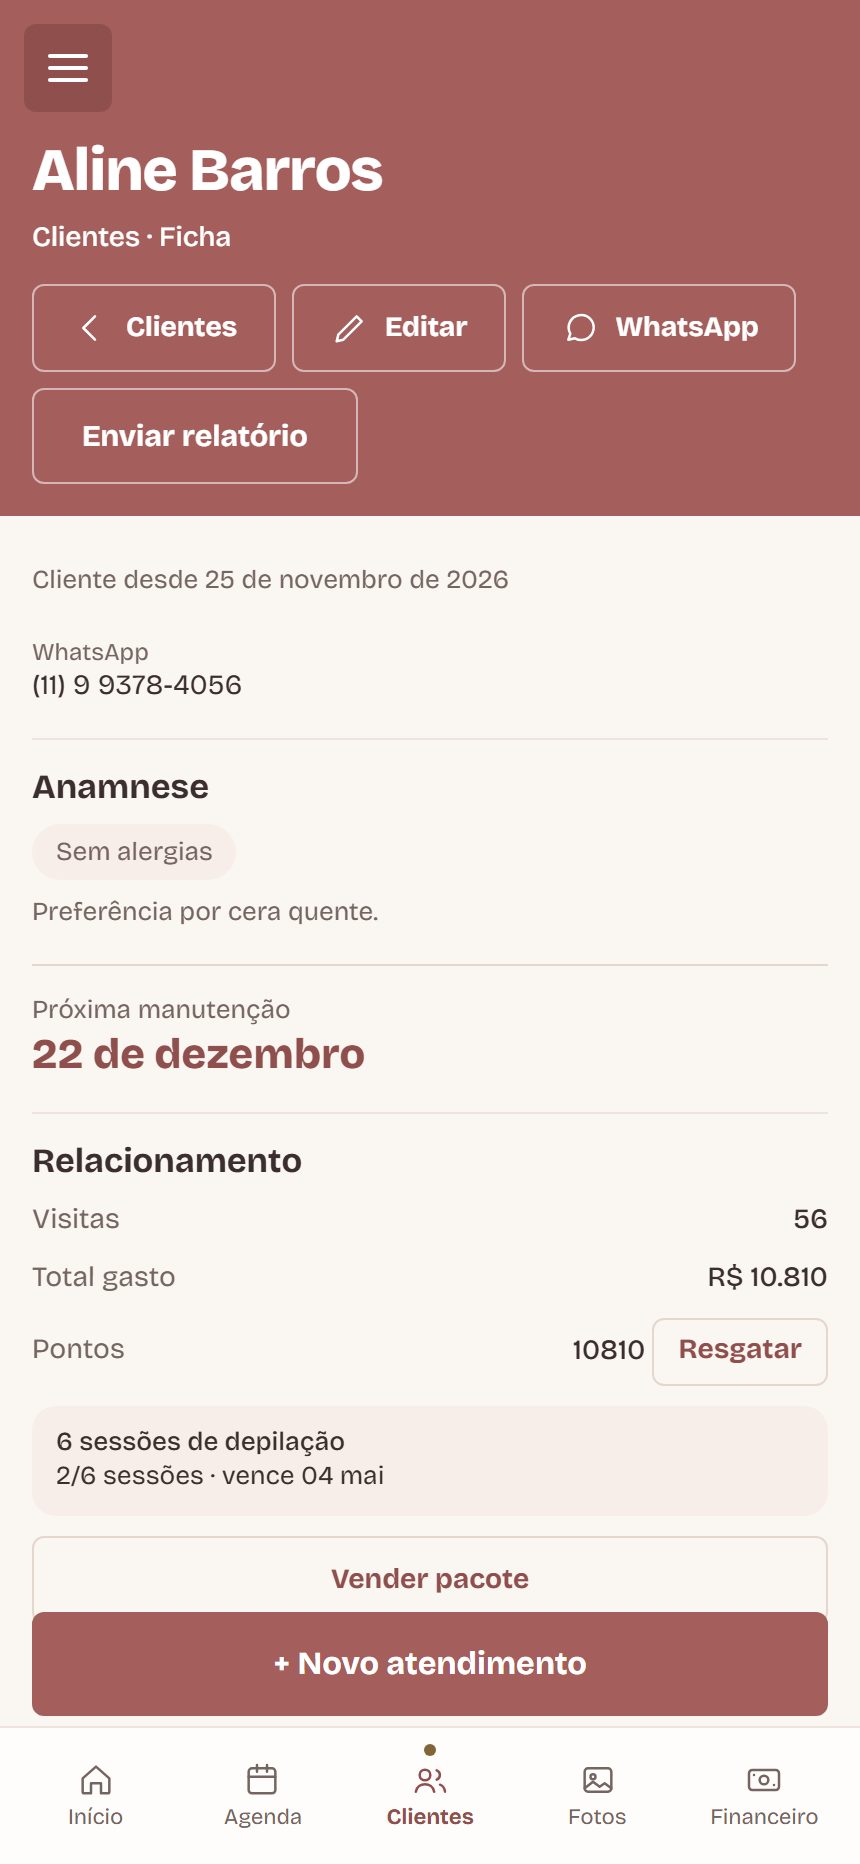 Aline Barros
Clientes · Ficha
Clientes
Editar
WhatsApp
Enviar relatório
Cliente desde 25 de novembro de 2026
WhatsApp
(11) 9 9378-4056
Anamnese
Sem alergias
Preferência por cera quente.
Próxima manutenção
22 de dezembro
Relacionamento
Visitas 56
Total gasto R$ 10.810
Pontos 10810 Resgatar
6 sessões de depilação
2/6 sessões · vence 04 mai
Vender pacote
+ Novo atendimento
Início Agenda Clientes Fotos Financeiro